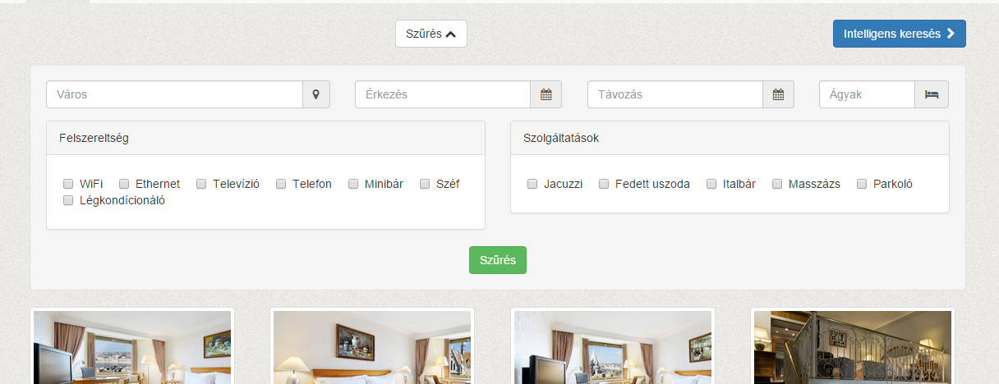 Szűrés
Intelligens keresés
Város
Érkezés
Távozás
Ágyak
Felszereltség
WiFi Ethernet Televízió Telefon Minibár Széf
Légkondícionáló
Szolgáltatások
Jacuzzi Fedett uszoda Italbár Masszázs Parkoló
Szűrés